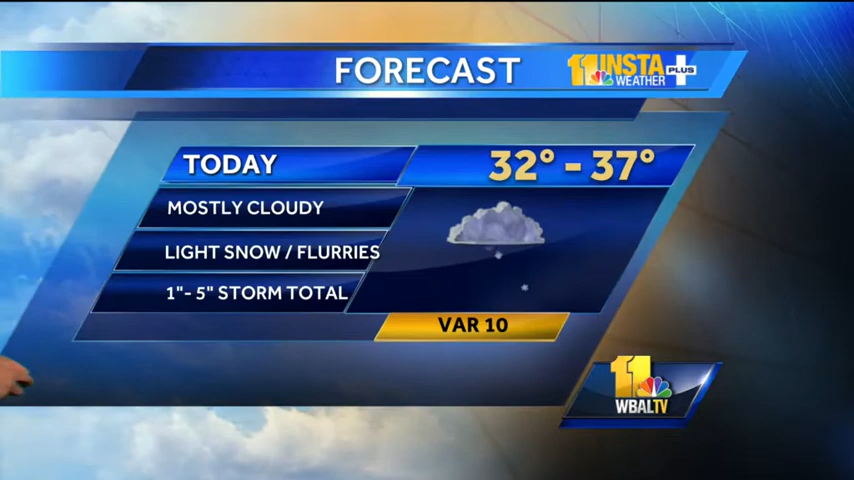 FORECAST
11 INSTA WEATHER PLUS
TODAY
32° - 37°
MOSTLY CLOUDY
LIGHT SNOW / FLURRIES
1"- 5" STORM TOTAL
VAR 10
11
WBALTV